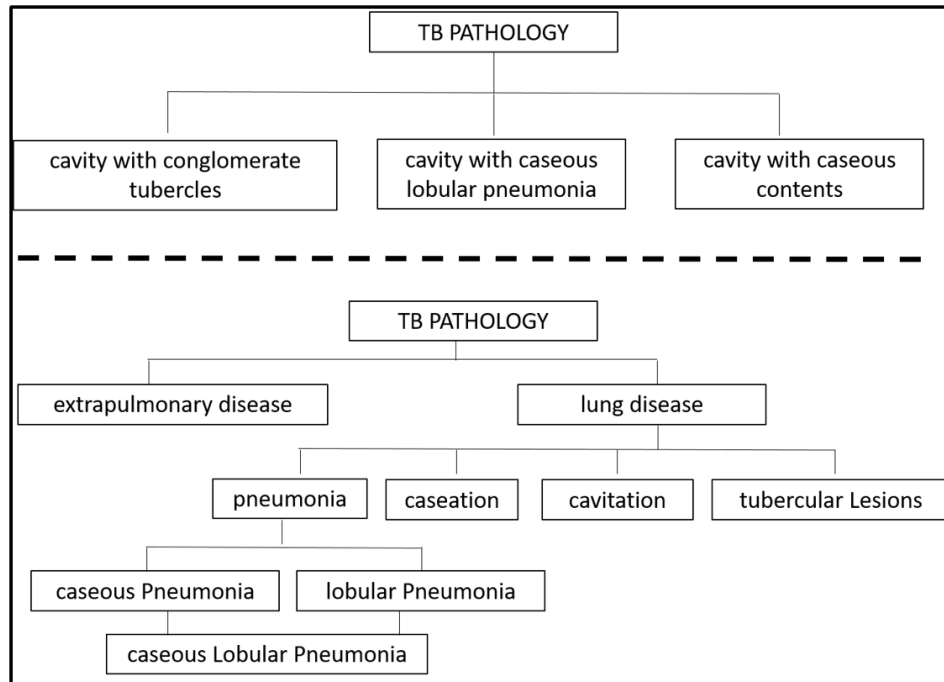 TB PATHOLOGY
cavity with conglomerate
tubercles
cavity with caseous
lobular pneumonia
cavity with caseous
contents
TB PATHOLOGY
extrapulmonary disease
lung disease
pneumonia
caseation
cavitation
tubercular Lesions
caseous Pneumonia
lobular Pneumonia
caseous Lobular Pneumonia